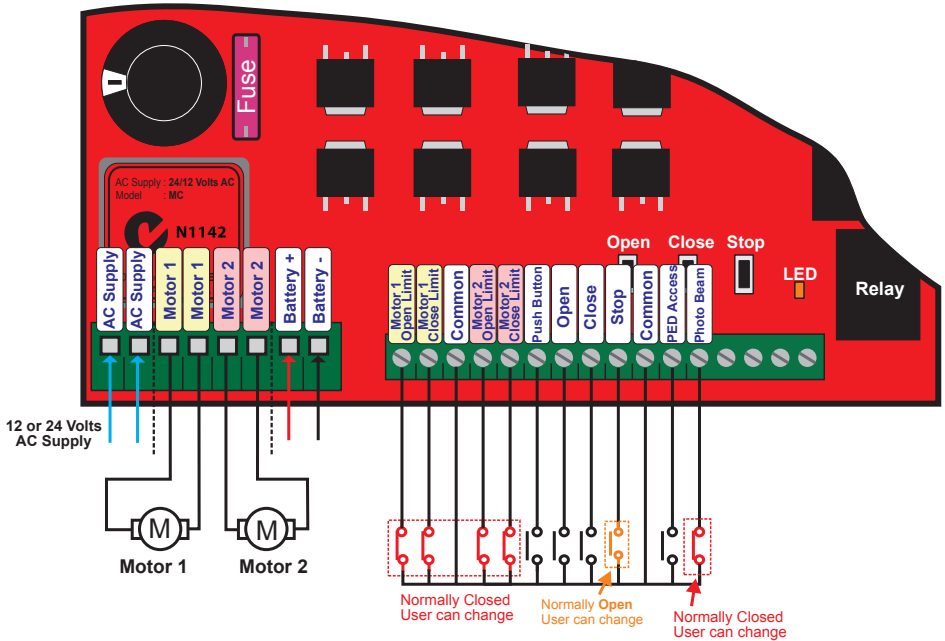 Fuse
AC Supply : 24/12 Volts AC
Model : MC
N1142
AC Supply
AC Supply
Motor 1
Motor 1
Motor 2
Motor 2
Battery +
Battery -
Open
Close
Stop
LED
Relay
Motor 1
Open Limit
Motor 1
Close Limit
Common
Motor 2
Open Limit
Motor 2
Close Limit
Push Button
Open
Close
Stop
Common
PED Access
Photo Beam
12 or 24 Volts
AC Supply
M
M
Motor 1
Motor 2
Normally Closed
User can change
Normally Open
User can change
Normally Closed
User can change